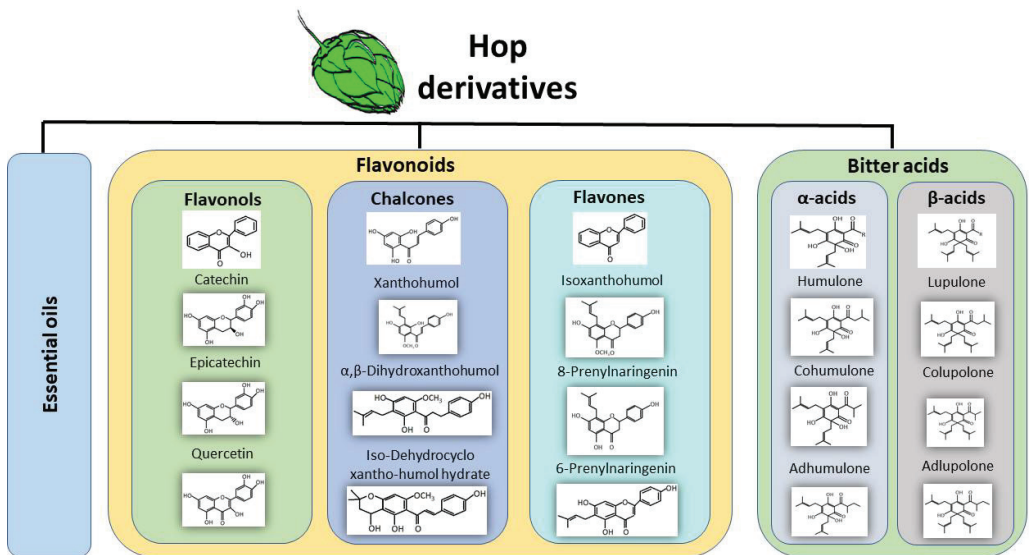 Hop
derivatives
Essential oils
Flavonoids
Flavonols
Catechin
Epicatechin
Quercetin
Chalcones
Xanthohumol
α,β-Dihydroxanthohumol
Iso-Dehydrocyclo
xantho-humol hydrate
Flavones
Isoxanthohumol
8-Prenylnaringenin
6-Prenylnaringenin
Bitter acids
α-acids
Humulone
Cohumulone
Adhumulone
β-acids
Lupulone
Colupolone
Adlupolone